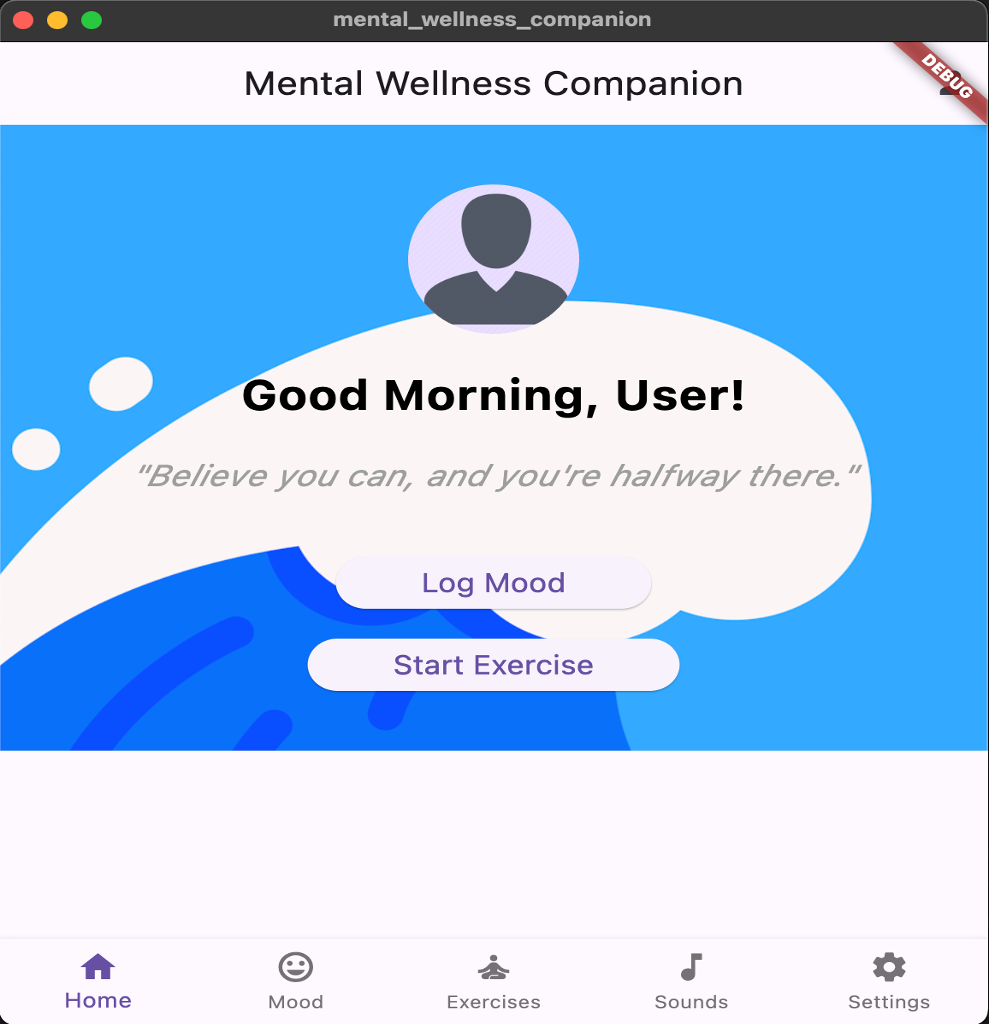 mental_wellness_companion
Mental Wellness Companion
DEBUG
Good Morning, User!
"Believe you can, and you're halfway there."
Log Mood
Start Exercise
Home
Mood
Exercises
Sounds
Settings